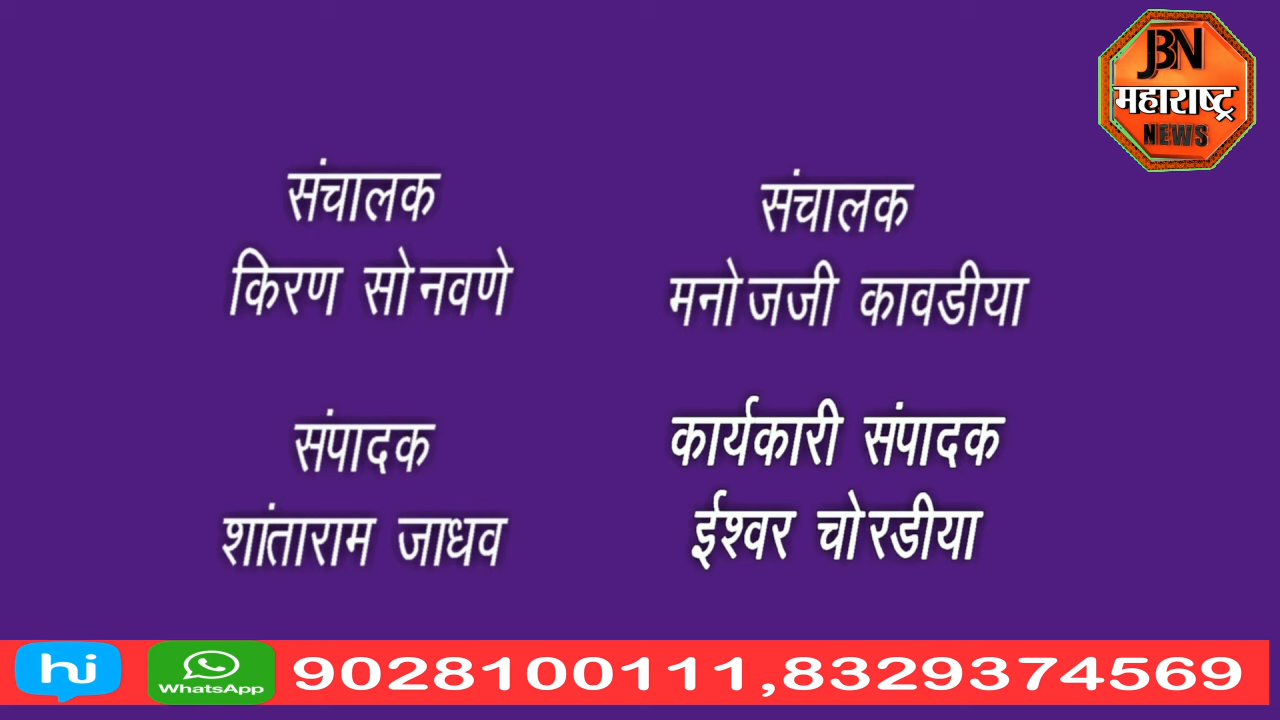 JBN
महाराष्ट्र
NEWS
संचालक
किरण सोनवणे
संचालक
मनोजजी कावडीया
संपादक
शांताराम जाधव
कार्यकारी संपादक
ईश्वर चोरडीया
hi
WhatsApp
9028100111,8329374569